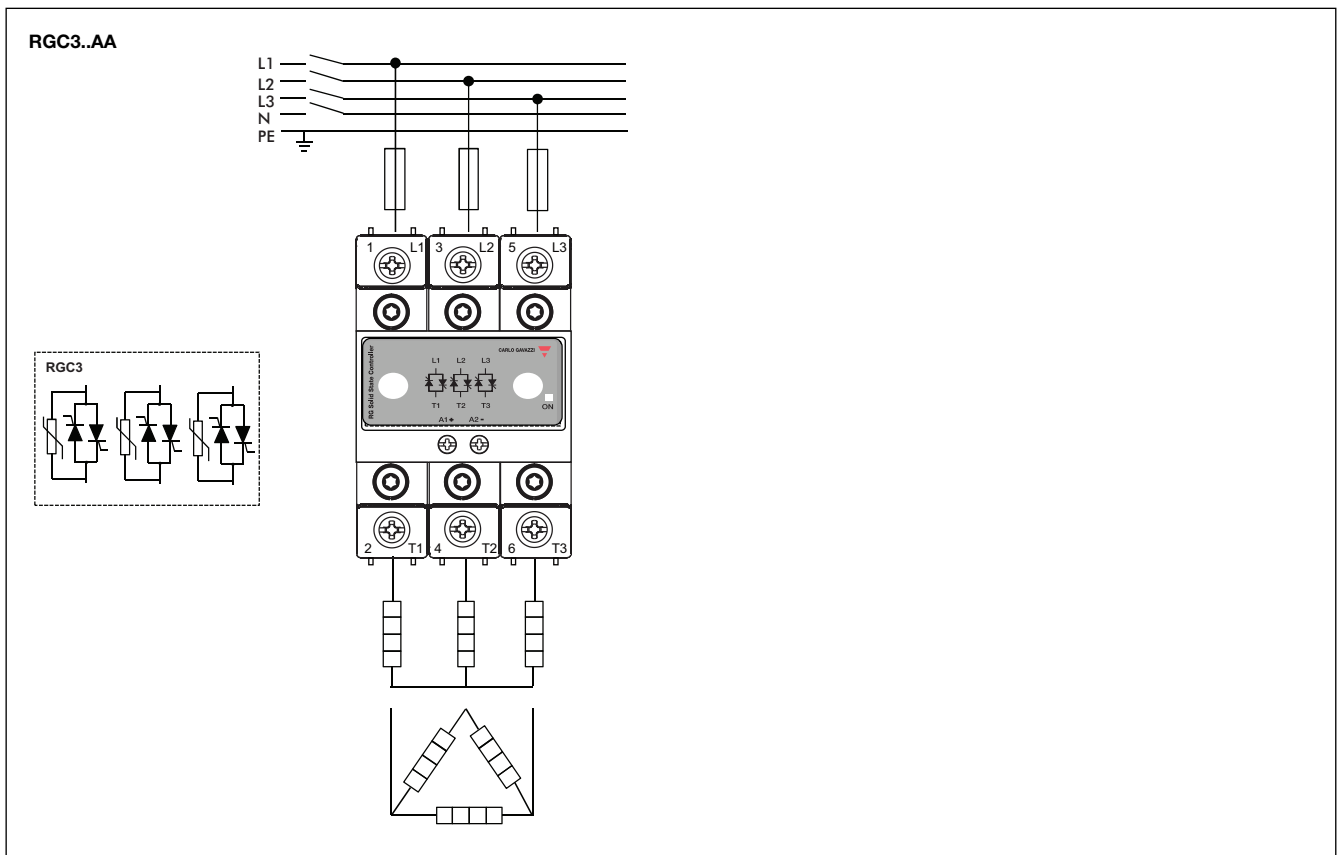 RGC3..AA
L1
L2
L3
N
PE
1 L1 3 L2 5 L3
RG Solid State Controller
CARLO GAVAZZI
L1 L2 L3
T1 T2 T3
ON
A1+ A2-
RGC3
2 T1 4 T2 6 T3